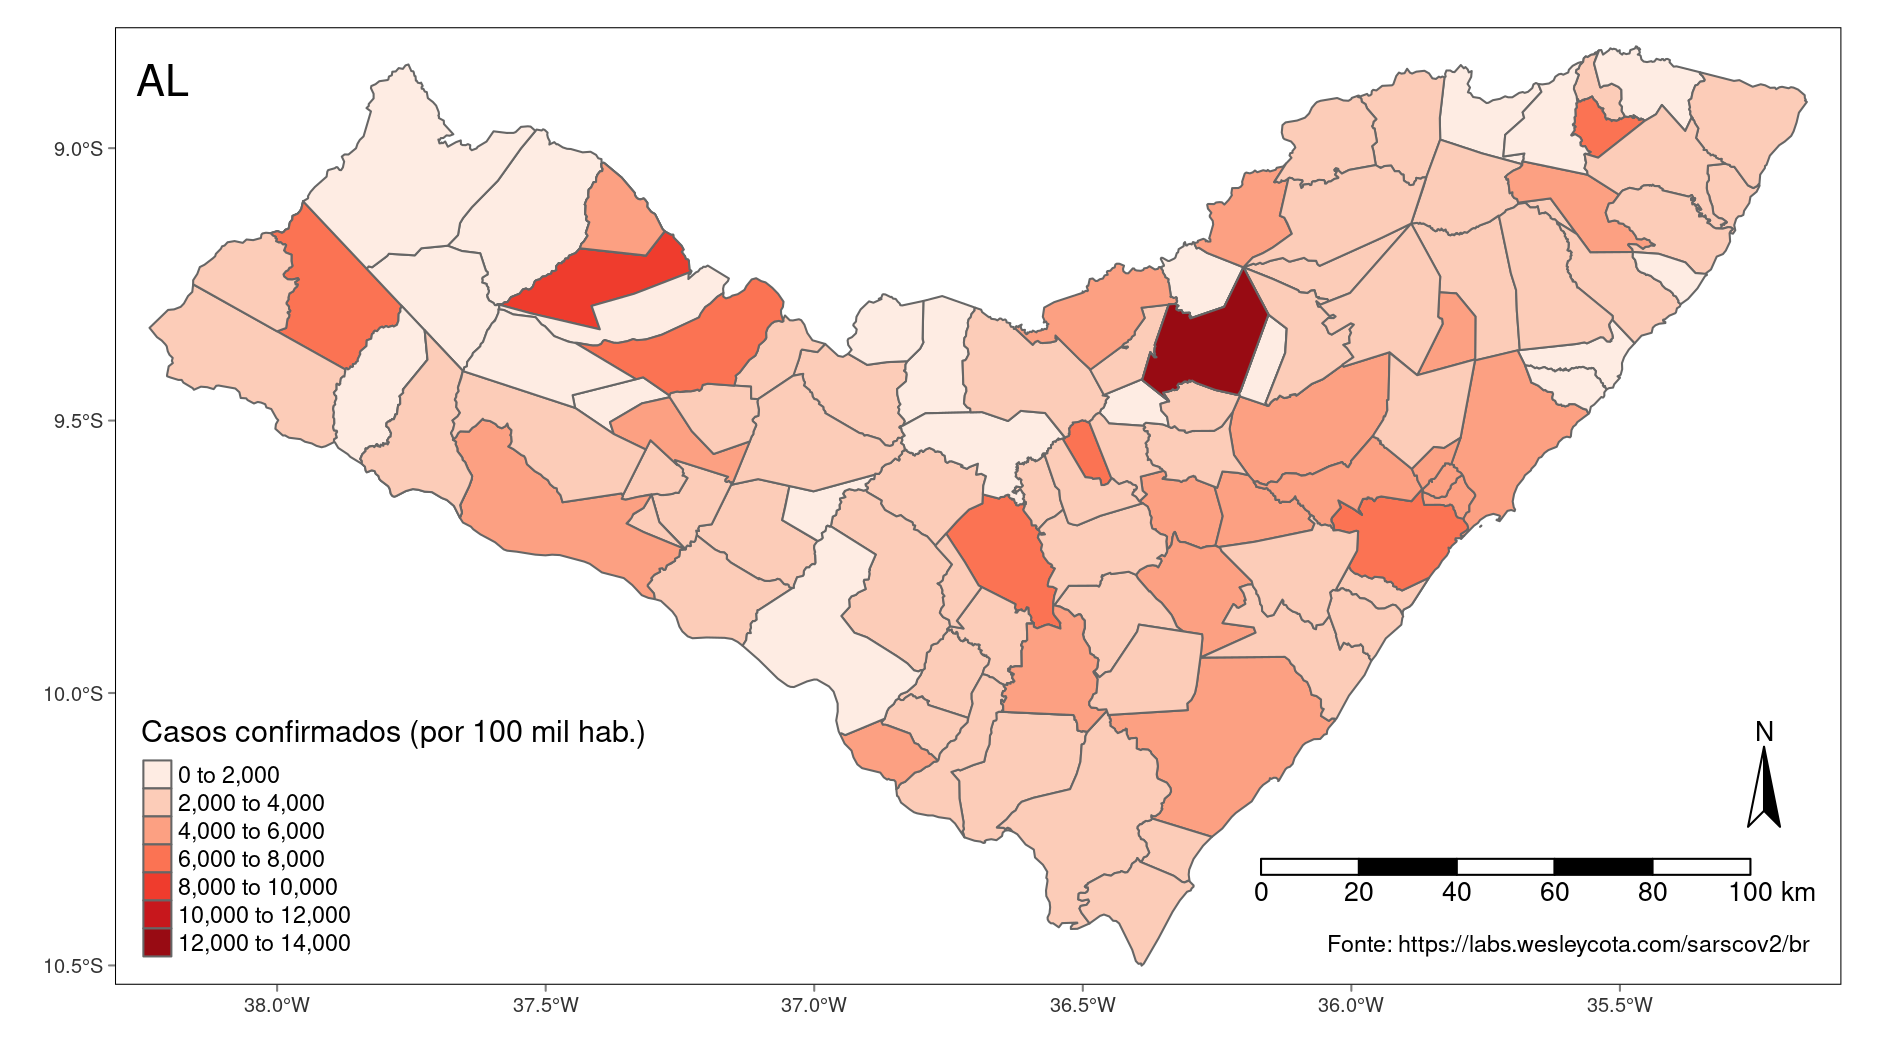 AL
9.0°S
9.5°S
10.0°S
10.5°S
Casos confirmados (por 100 mil hab.)
0 to 2,000
2,000 to 4,000
4,000 to 6,000
6,000 to 8,000
8,000 to 10,000
10,000 to 12,000
12,000 to 14,000
N
0 20 40 60 80 100 km
Fonte: https://labs.wesleycota.com/sarscov2/br
38.0°W 37.5°W 37.0°W 36.5°W 36.0°W 35.5°W